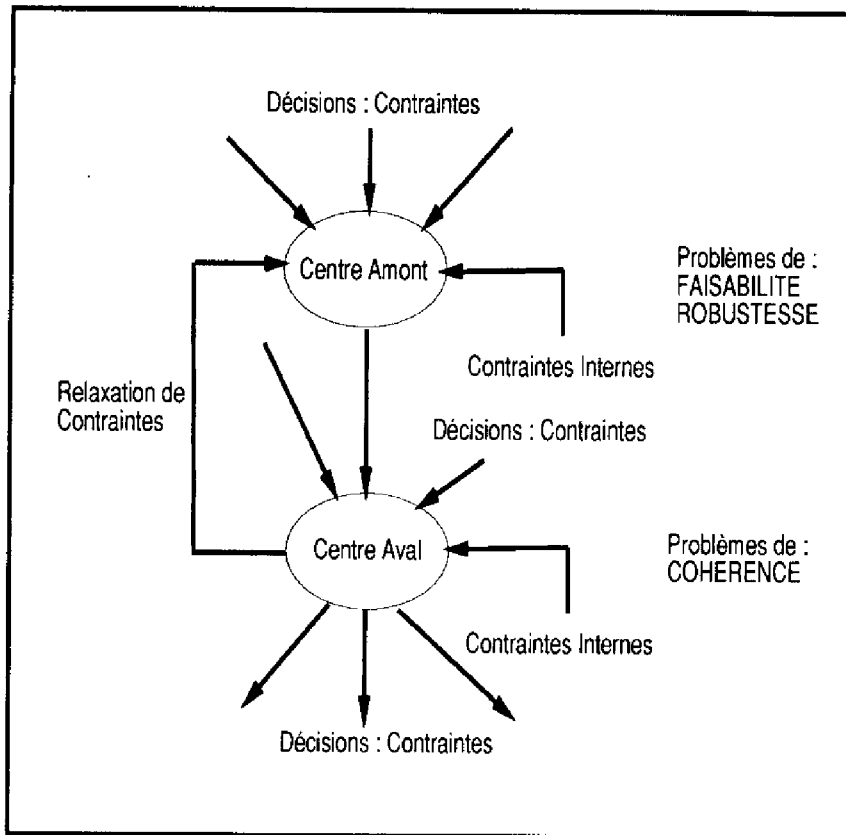 Décisions : Contraintes
Centre Amont
Problèmes de :
FAISABILITE
ROBUSTESSE
Contraintes Internes
Relaxation de
Contraintes
Décisions : Contraintes
Centre Aval
Problèmes de :
COHERENCE
Contraintes Internes
Décisions : Contraintes